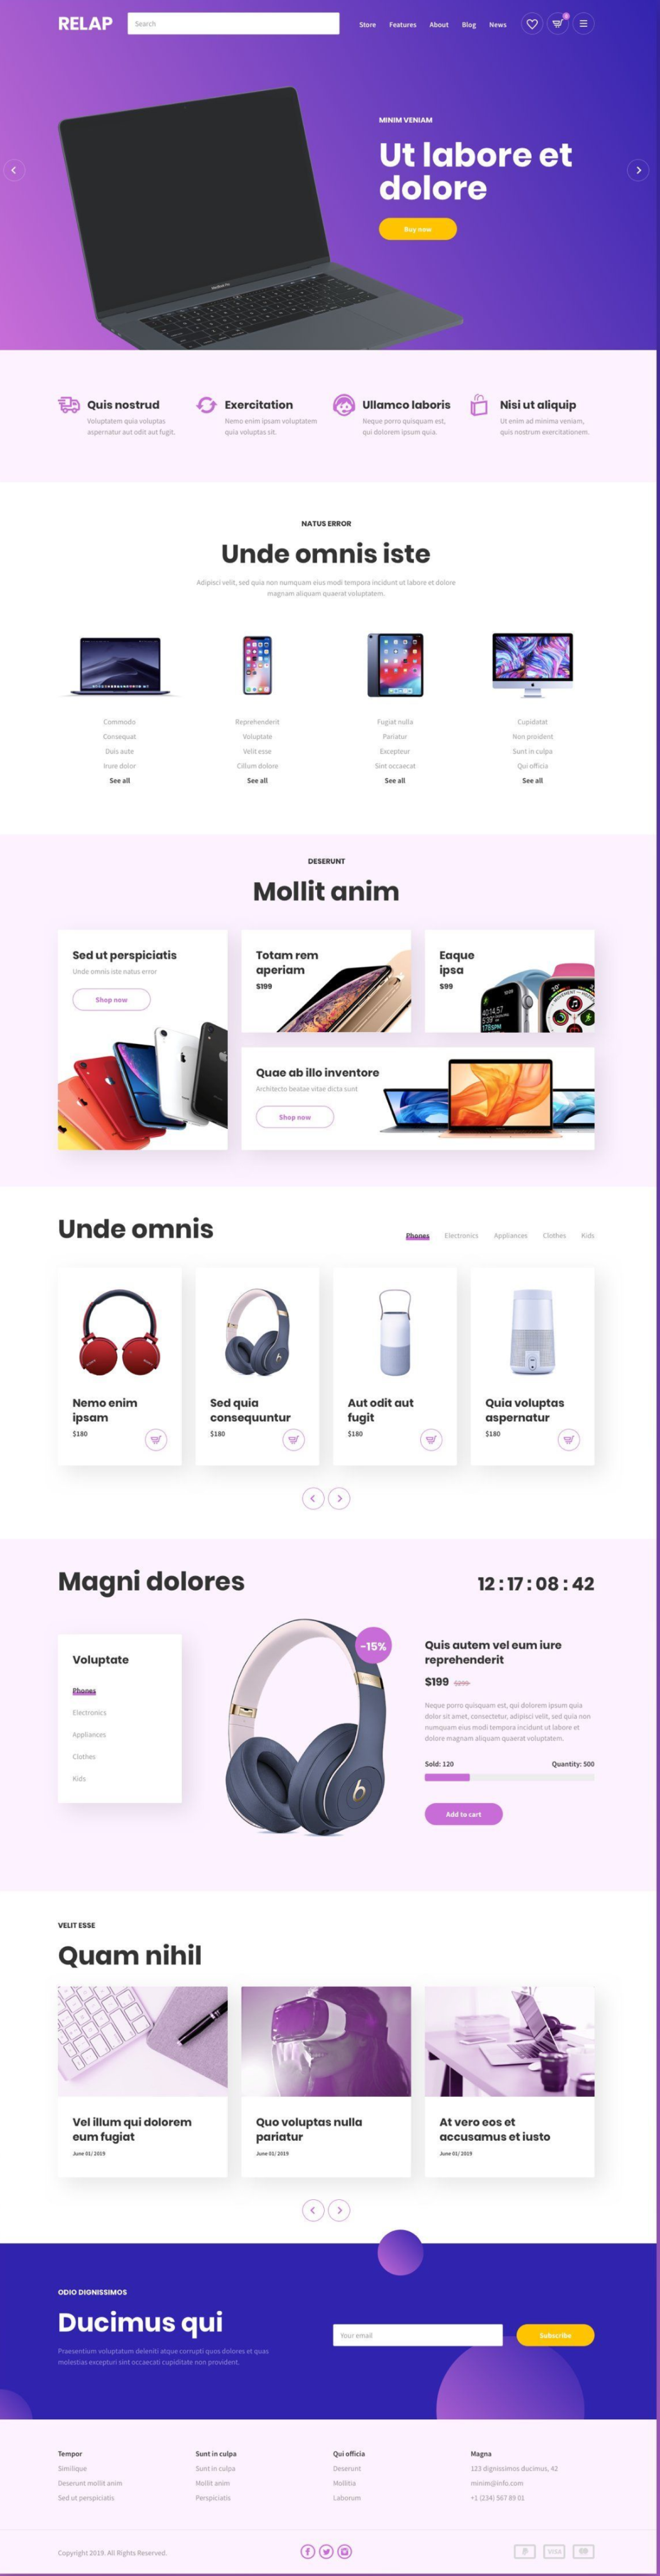 RELAP
Search
Store Features About Blog News
0
MINIM VENIAM
Ut labore et
dolore
Buy now
MacBook Pro
Quis nostrud
Voluptatem quia voluptas
aspernatur aut odit aut fugit.
Exercitation
Nemo enim ipsam voluptatem
quia voluptas sit.
Ullamco laboris
Neque porro quisquam est,
qui dolorem ipsum quia.
Nisi ut aliquip
Ut enim ad minima veniam,
quis nostrum exercitationem.
NATUS ERROR
Unde omnis iste
Adipisci velit, sed quia non numquam eius modi tempora incidunt ut labore et dolore
magnam aliquam quaerat voluptatem.
Commodo
Consequat
Duis aute
Irure dolor
See all
Reprehenderit
Voluptate
Velit esse
Cillum dolore
See all
Fugiat nulla
Pariatur
Excepteur
Sint occaecat
See all
Cupidatat
Non proident
Sunt in culpa
Qui officia
See all
DESERUNT
Mollit anim
Sed ut perspiciatis
Unde omnis iste natus error
Shop now
Totam rem
aperiam
$199
Eaque
ipsa
$99
Quae ab illo inventore
Architecto beatae vitae dicta sunt
Shop now
Unde omnis
Phones Electronics Appliances Clothes Kids
Nemo enim
ipsam
$180
Sed quia
consequuntur
$180
Aut odit aut
fugit
$180
Quia voluptas
aspernatur
$180
Magni dolores
12 : 17 : 08 : 42
Voluptate
Phones
Electronics
Appliances
Clothes
Kids
-15%
b
Quis autem vel eum iure
reprehenderit
$199 $299
Neque porro quisquam est, qui dolorem ipsum quia
dolor sit amet, consectetur, adipisci velit, sed quia non
numquam eius modi tempora incidunt ut labore et
dolore magnam aliquam quaerat voluptatem.
Sold: 120 Quantity: 500
Add to cart
VELIT ESSE
Quam nihil
Vel illum qui dolorem
eum fugiat
June 01/ 2019
Quo voluptas nulla
pariatur
June 01/ 2019
At vero eos et
accusamus et iusto
June 01/ 2019
ODIO DIGNISSIMOS
Ducimus qui
Praesentium voluptatum deleniti atque corrupti quos dolores et quas
molestias excepturi sint occaecati cupiditate non provident.
Your email
Subscribe
Tempor
Similique
Deserunt mollit anim
Sed ut perspiciatis
Sunt in culpa
Sunt in culpa
Mollit anim
Perspiciatis
Qui officia
Deserunt
Mollitia
Laborum
Magna
123 dignissimos ducimus, 42
minim@info.com
+1 (234) 567 89 01
Copyright 2019. All Rights Reserved.
VISA